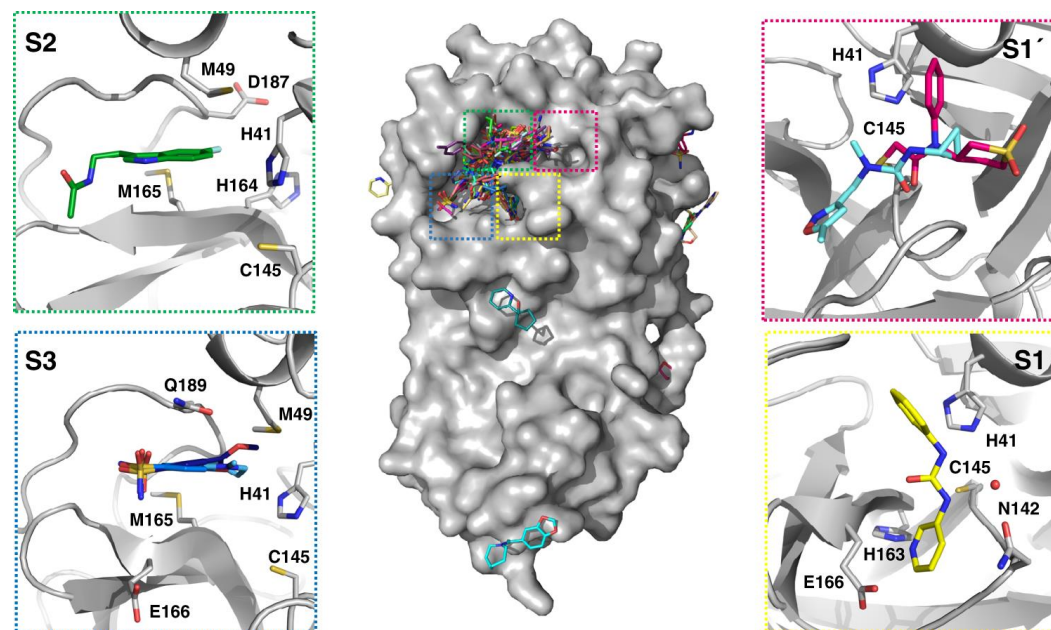 S2
M49
D187
H41
M165
H164
C145
S1´
H41
C145
S3
Q189
M49
H41
M165
C145
E166
S1
H41
C145
N142
H163
E166